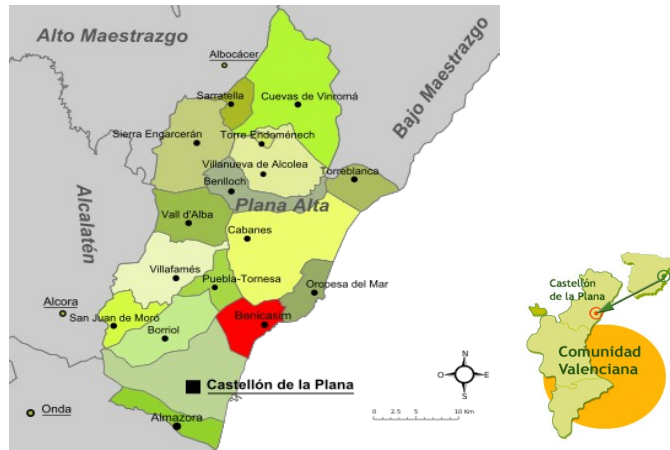 Alto Maestrazgo
Albocácer
Bajo Maestrazgo
Sarratella
Cuevas de Vinromá
Sierra Engarcerán
Torre Endoménech
Villanueva de Alcolea
Torreblanca
Benlloch
Alcalatén
Plana Alta
Vall d'Alba
Cabanes
Villafamés
Puebla-Tornesa
Oropesa del Mar
Alcora
San Juan de Moró
Benicasim
Borriol
Castellón de la Plana
Onda
Almazora
N
O
E
S
0 2.5 5 10 Km
Castellón
de la Plana
Comunidad
Valenciana